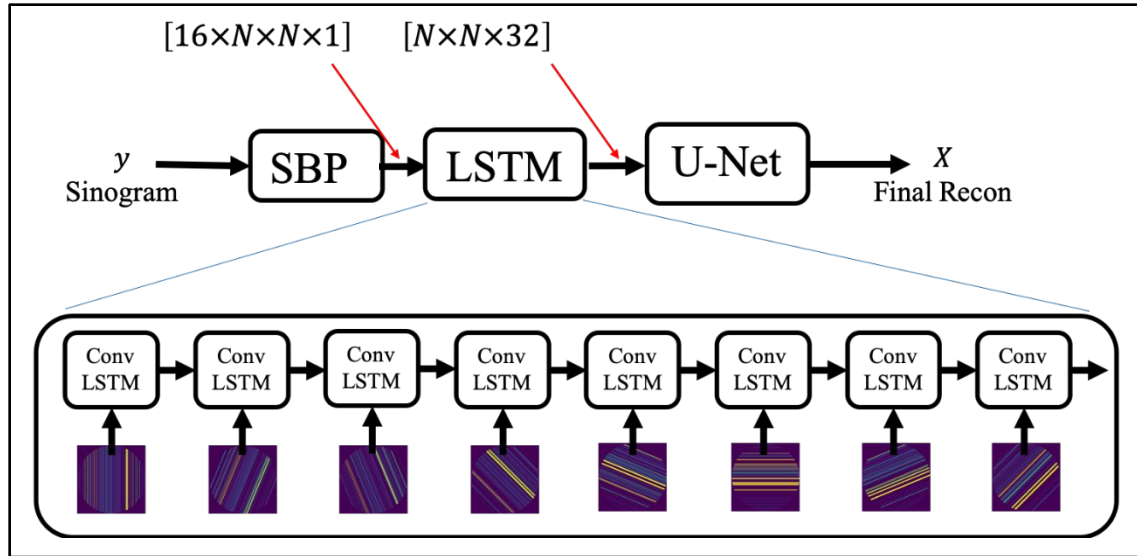 [16×N×N×1]
[N×N×32]
y
Sinogram
SBP
LSTM
U-Net
X
Final Recon
Conv
LSTM
Conv
LSTM
Conv
LSTM
Conv
LSTM
Conv
LSTM
Conv
LSTM
Conv
LSTM
Conv
LSTM